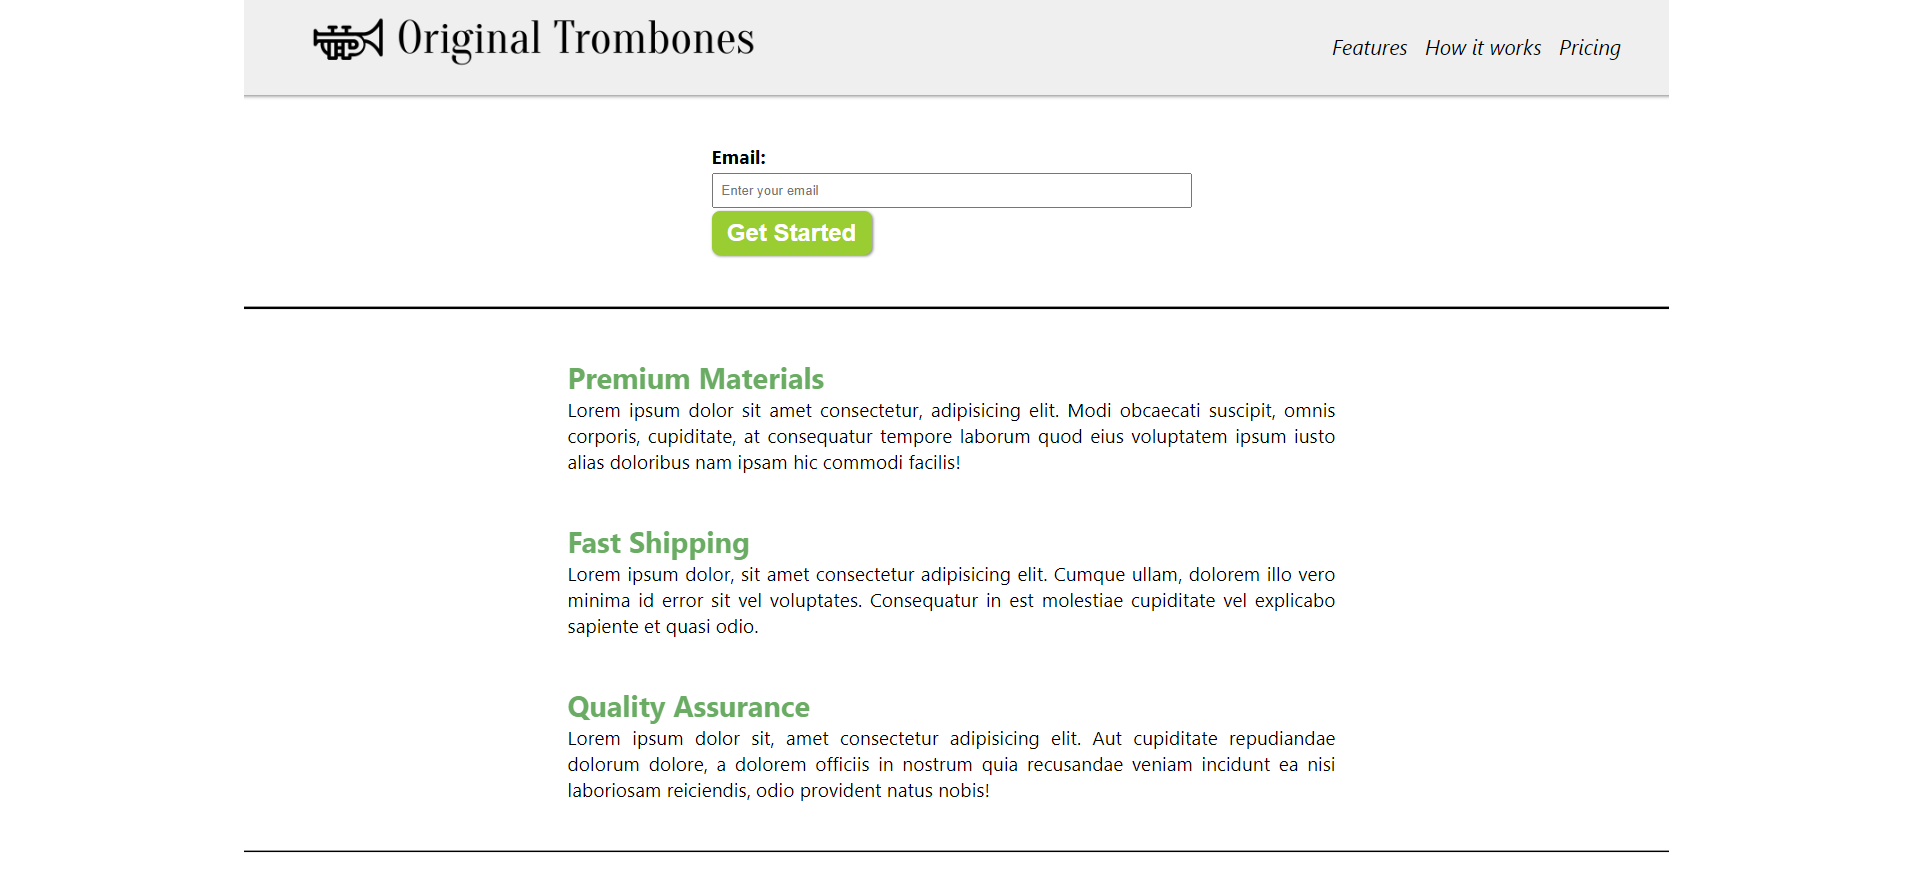 Original Trombones
Features How it works Pricing
Email:
Enter your email
Get Started
Premium Materials
Lorem ipsum dolor sit amet consectetur, adipisicing elit. Modi obcaecati suscipit, omnis
corporis, cupiditate, at consequatur tempore laborum quod eius voluptatem ipsum iusto
alias doloribus nam ipsam hic commodi facilis!
Fast Shipping
Lorem ipsum dolor, sit amet consectetur adipisicing elit. Cumque ullam, dolorem illo vero
minima id error sit vel voluptates. Consequatur in est molestiae cupiditate vel explicabo
sapiente et quasi odio.
Quality Assurance
Lorem ipsum dolor sit, amet consectetur adipisicing elit. Aut cupiditate repudiandae
dolorum dolore, a dolorem officiis in nostrum quia recusandae veniam incidunt ea nisi
laboriosam reiciendis, odio provident natus nobis!